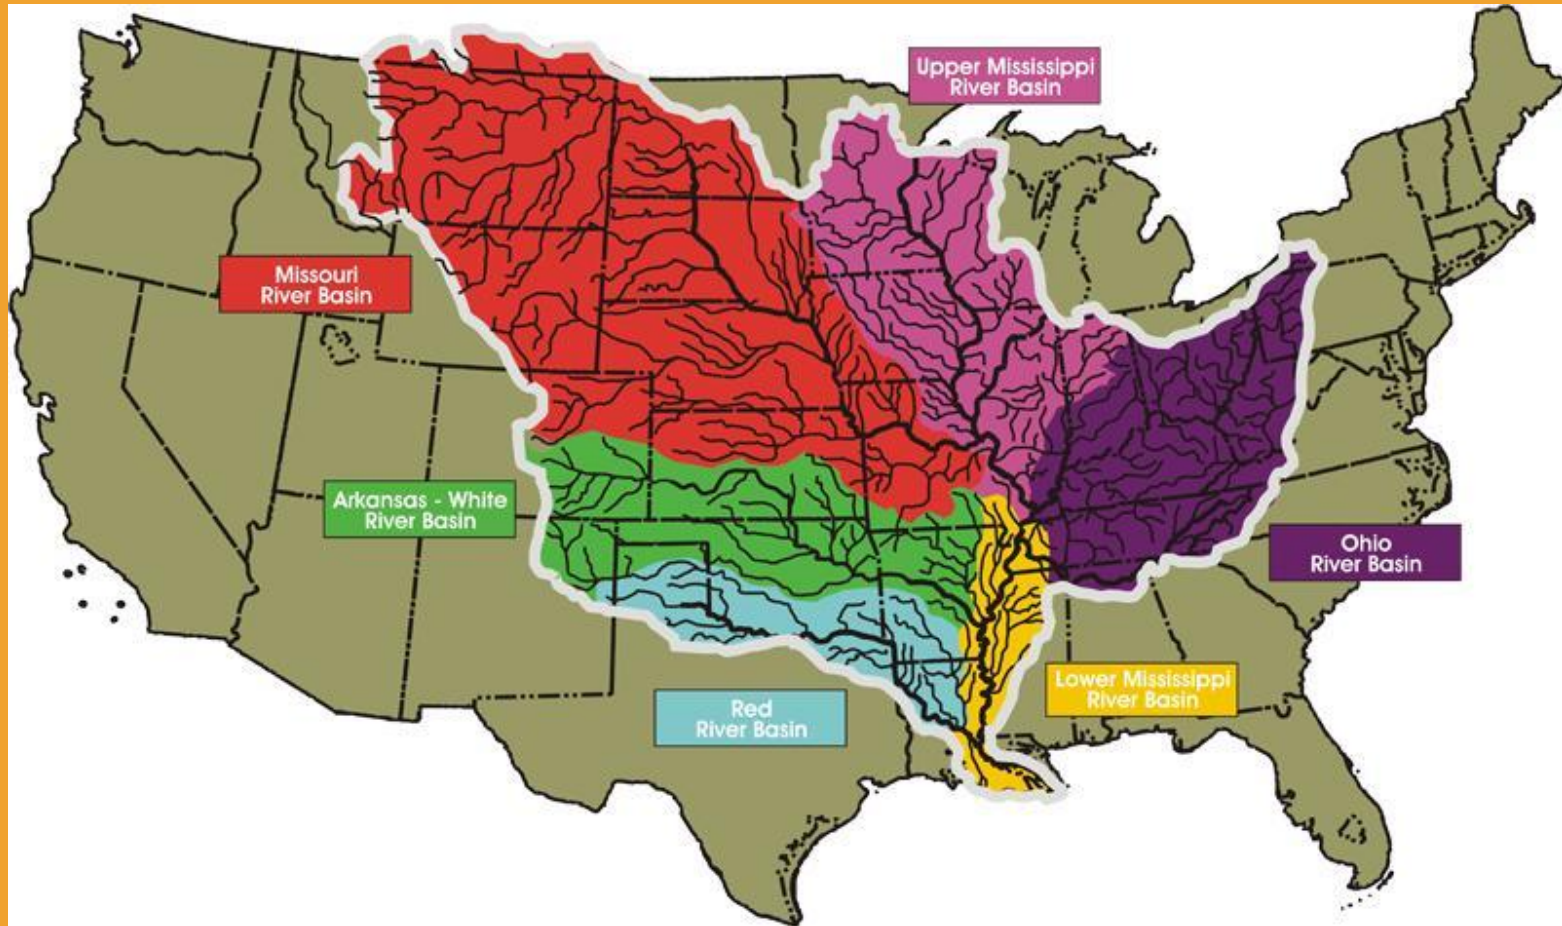 Upper Mississippi
River Basin
Missouri
River Basin
Arkansas - White
River Basin
Ohio
River Basin
Lower Mississippi
River Basin
Red
River Basin